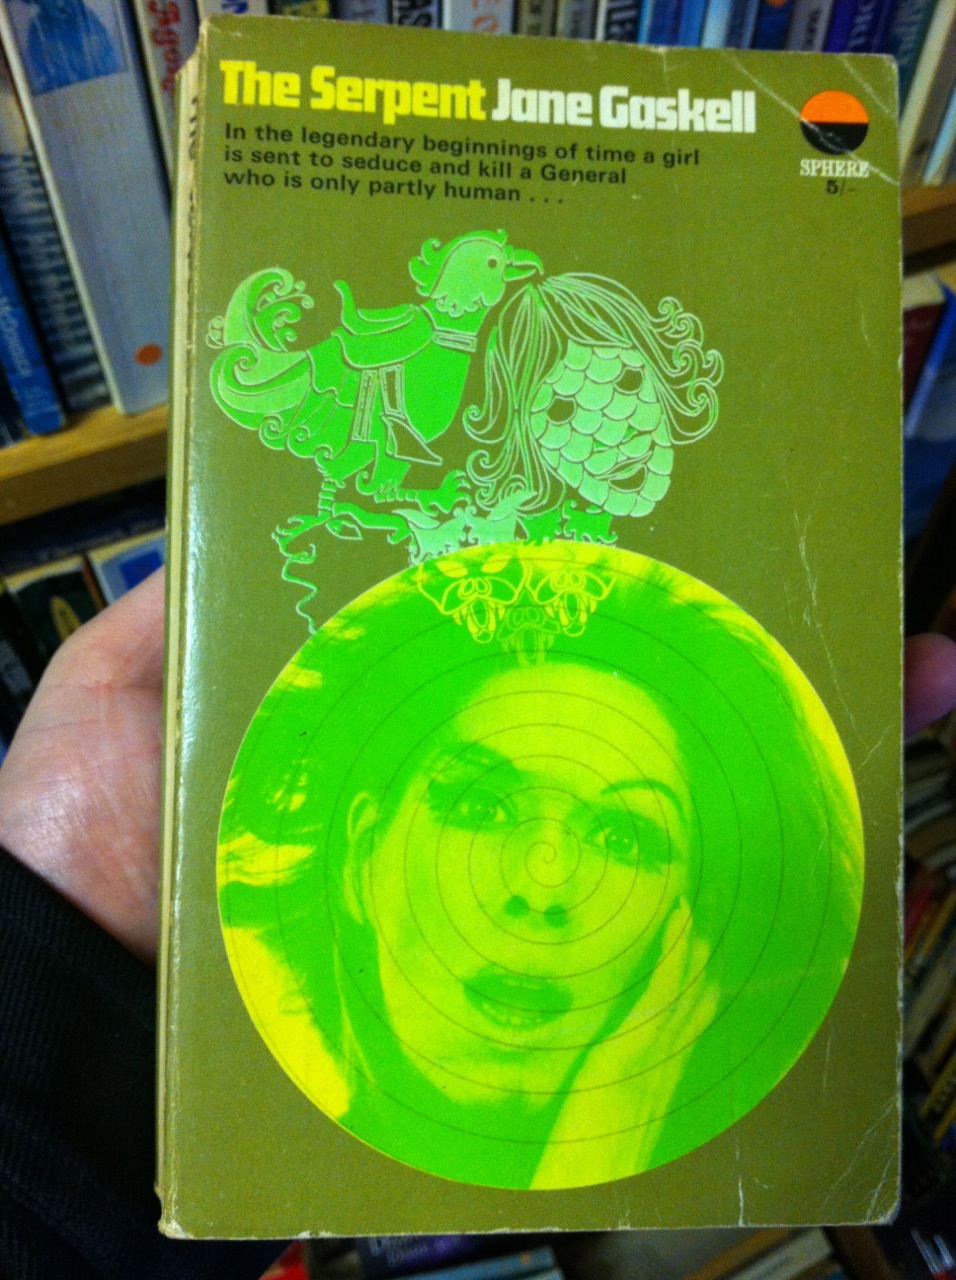 The Serpent Jane Gaskell
In the legendary beginnings of time a girl
is sent to seduce and kill a General
who is only partly human . . .
SPHERE
5/-